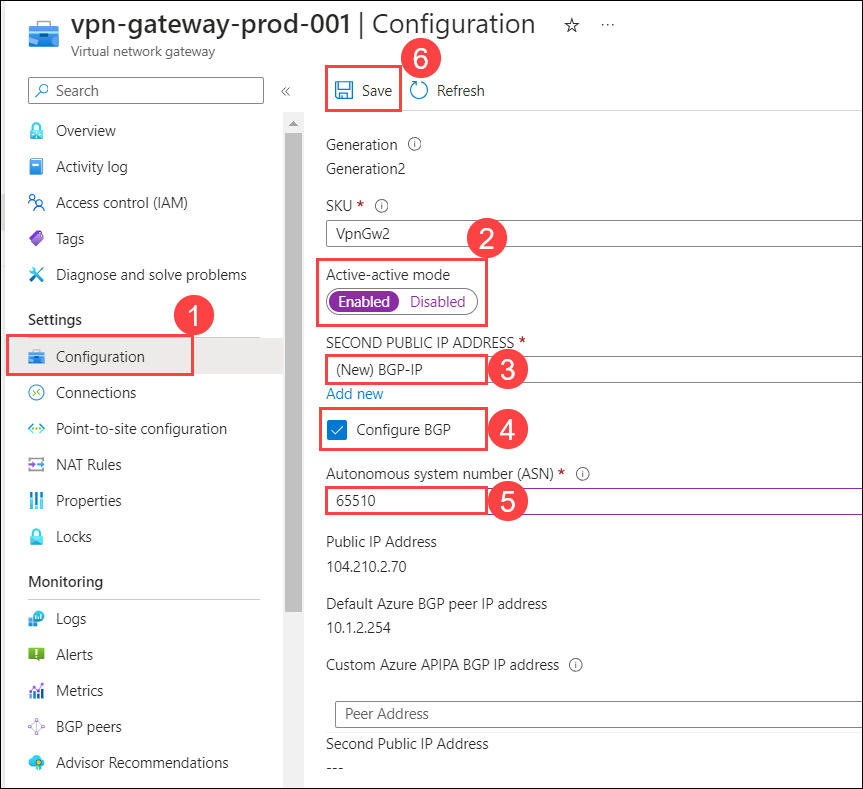 vpn-gateway-prod-001 | Configuration
Virtual network gateway
Search
Overview
Activity log
Access control (IAM)
Tags
Diagnose and solve problems
Settings
1
Configuration
Connections
Point-to-site configuration
NAT Rules
Properties
Locks
Monitoring
Logs
Alerts
Metrics
BGP peers
Advisor Recommendations
6
Save
Refresh
Generation
Generation2
SKU *
VpnGw2
2
Active-active mode
Enabled Disabled
SECOND PUBLIC IP ADDRESS *
(New) BGP-IP
3
Add new
Configure BGP
4
Autonomous system number (ASN) *
65510
5
Public IP Address
104.210.2.70
Default Azure BGP peer IP address
10.1.2.254
Custom Azure APIPA BGP IP address
Peer Address
Second Public IP Address
---